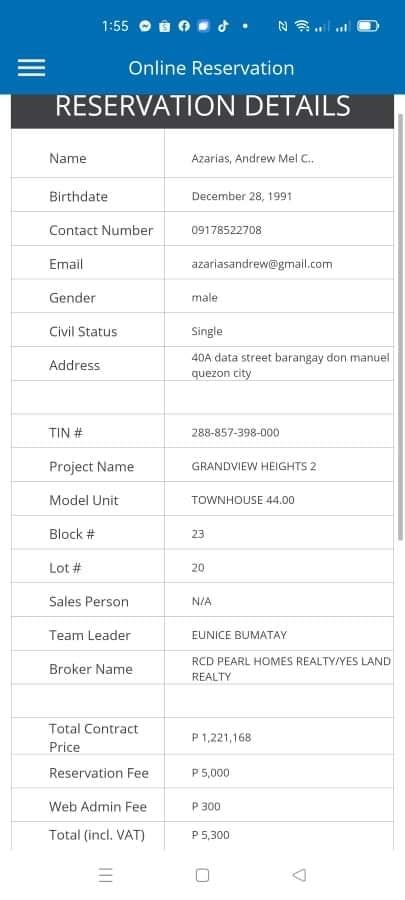 1:55
Online Reservation
RESERVATION DETAILS
Name Azarias, Andrew Mel C..
Birthdate December 28, 1991
Contact Number 09178522708
Email azariasandrew@gmail.com
Gender male
Civil Status Single
Address 40A data street barangay don manuel
quezon city
TIN # 288-857-398-000
Project Name GRANDVIEW HEIGHTS 2
Model Unit TOWNHOUSE 44.00
Block # 23
Lot # 20
Sales Person N/A
Team Leader EUNICE BUMATAY
Broker Name RCD PEARL HOMES REALTY/YES LAND
REALTY
Total Contract
Price P 1,221,168
Reservation Fee P 5,000
Web Admin Fee P 300
Total (incl. VAT) P 5,300